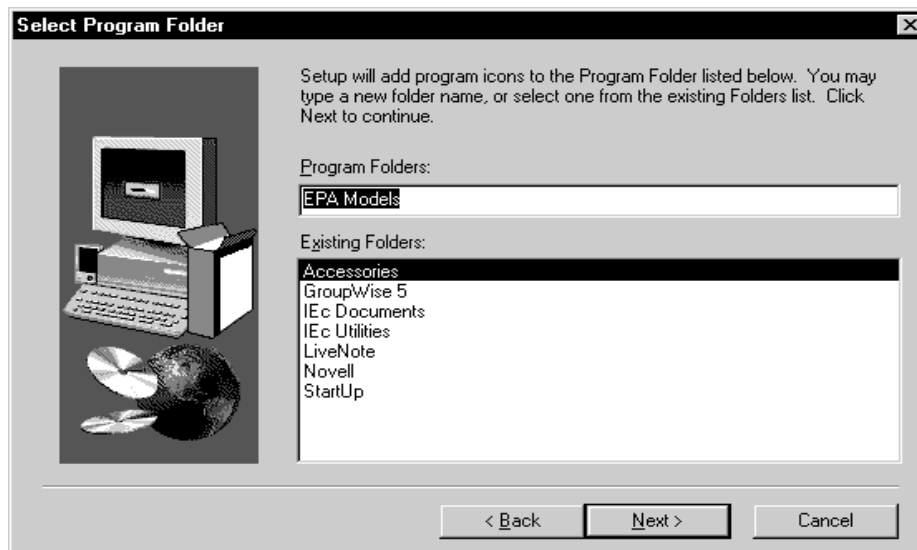 Select Program Folder
Setup will add program icons to the Program Folder listed below.  You may
type a new folder name, or select one from the existing Folders list.  Click
Next to continue.
Program Folders:
EPA Models
Existing Folders:
Accessories
GroupWise 5
IEc Documents
IEc Utilities
LiveNote
Novell
StartUp
< Back
Next >
Cancel